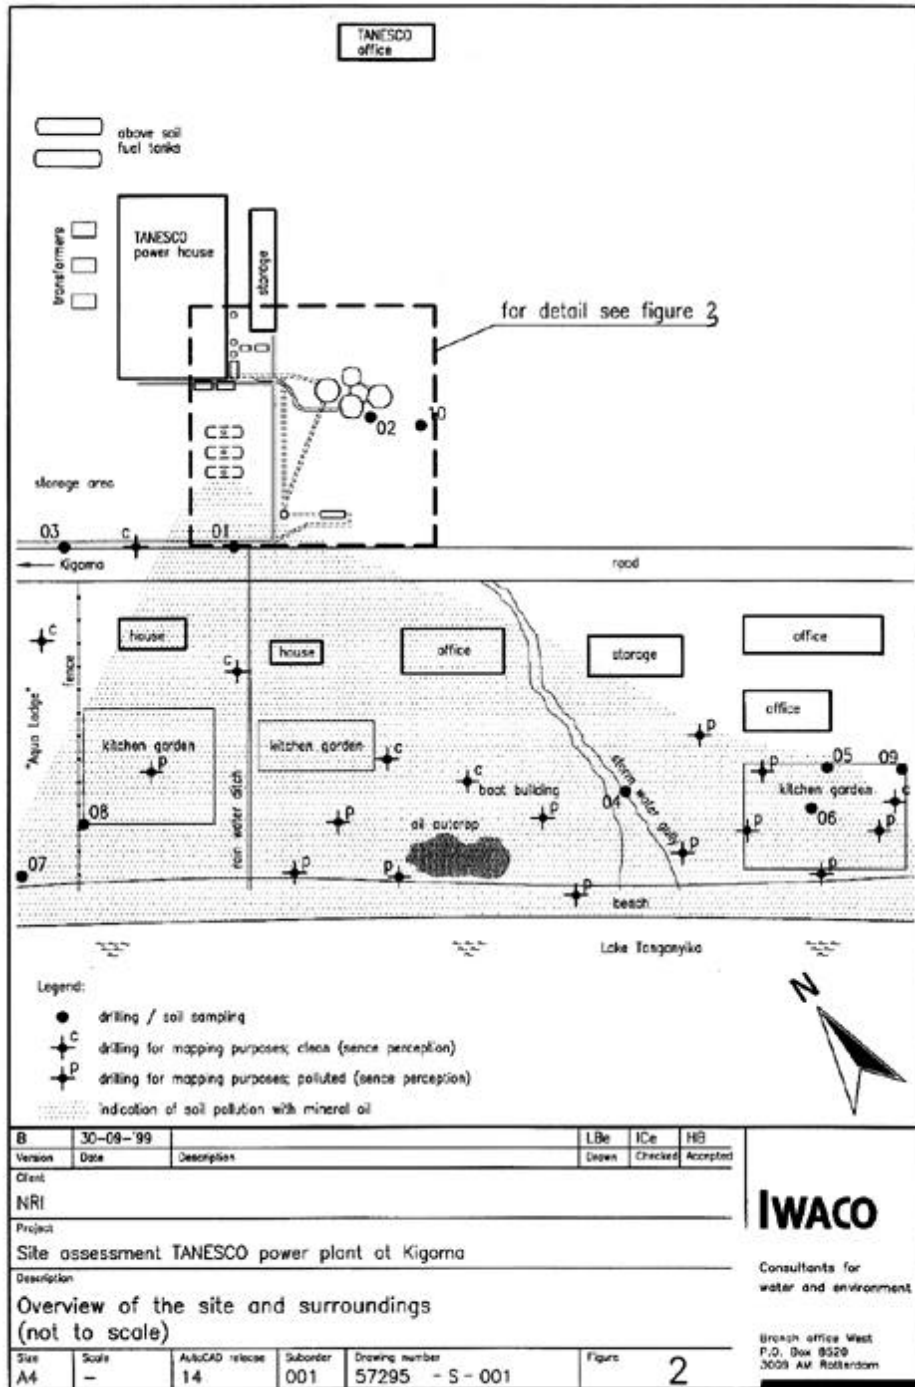 TANESCO
office
above soil
fuel tanks
TANESCO
power house
transformers
storage
for detail see figure 2
02
10
storage area
03
c
01
Kigoma
road
c
fence
"Aqua Lodge"
house
c
house
office
storage
office
office
kitchen garden
p
kitchen garden
c
c
boat building
p
p
p
p
05
09
kitchen garden
c
06
p
p
p
04
storm water gully
08
07
rain water ditch
oil outcrop
p
p
p
p
beach
Lake Tanganyika
N
Legend:
drilling / soil sampling
c drilling for mapping purposes; clean (sence perception)
p drilling for mapping purposes; polluted (sence perception)
indication of soil pollution with mineral oil
B 30-09-'99 LBe ICe HB
Version Date Description Drawn Checked Accepted
Client
NRI
Project
Site assessment TANESCO power plant at Kigoma
Description
Overview of the site and surroundings
(not to scale)
Size Scale AutoCAD release Suborder Drawing number Figure
A4 - 14 001 57295 - S - 001 2
IWACO
Consultants for
water and environment
Branch office West
P.O. Box 8520
3009 AM Rotterdam